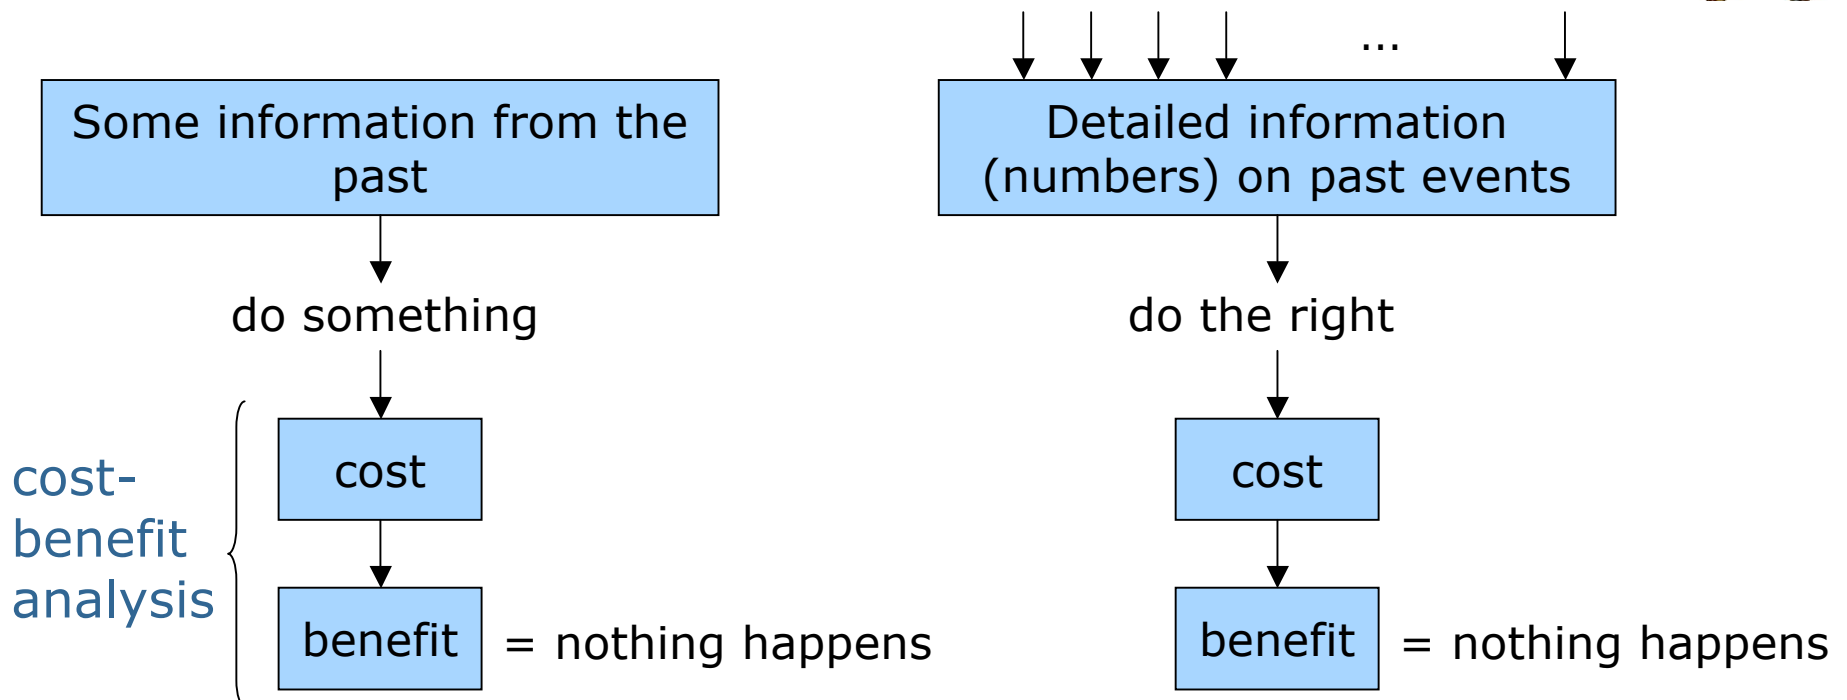 Some information from the
past
do something
cost-
benefit
analysis
cost
benefit
= nothing happens
...
Detailed information
(numbers) on past events
do the right
cost
benefit
= nothing happens